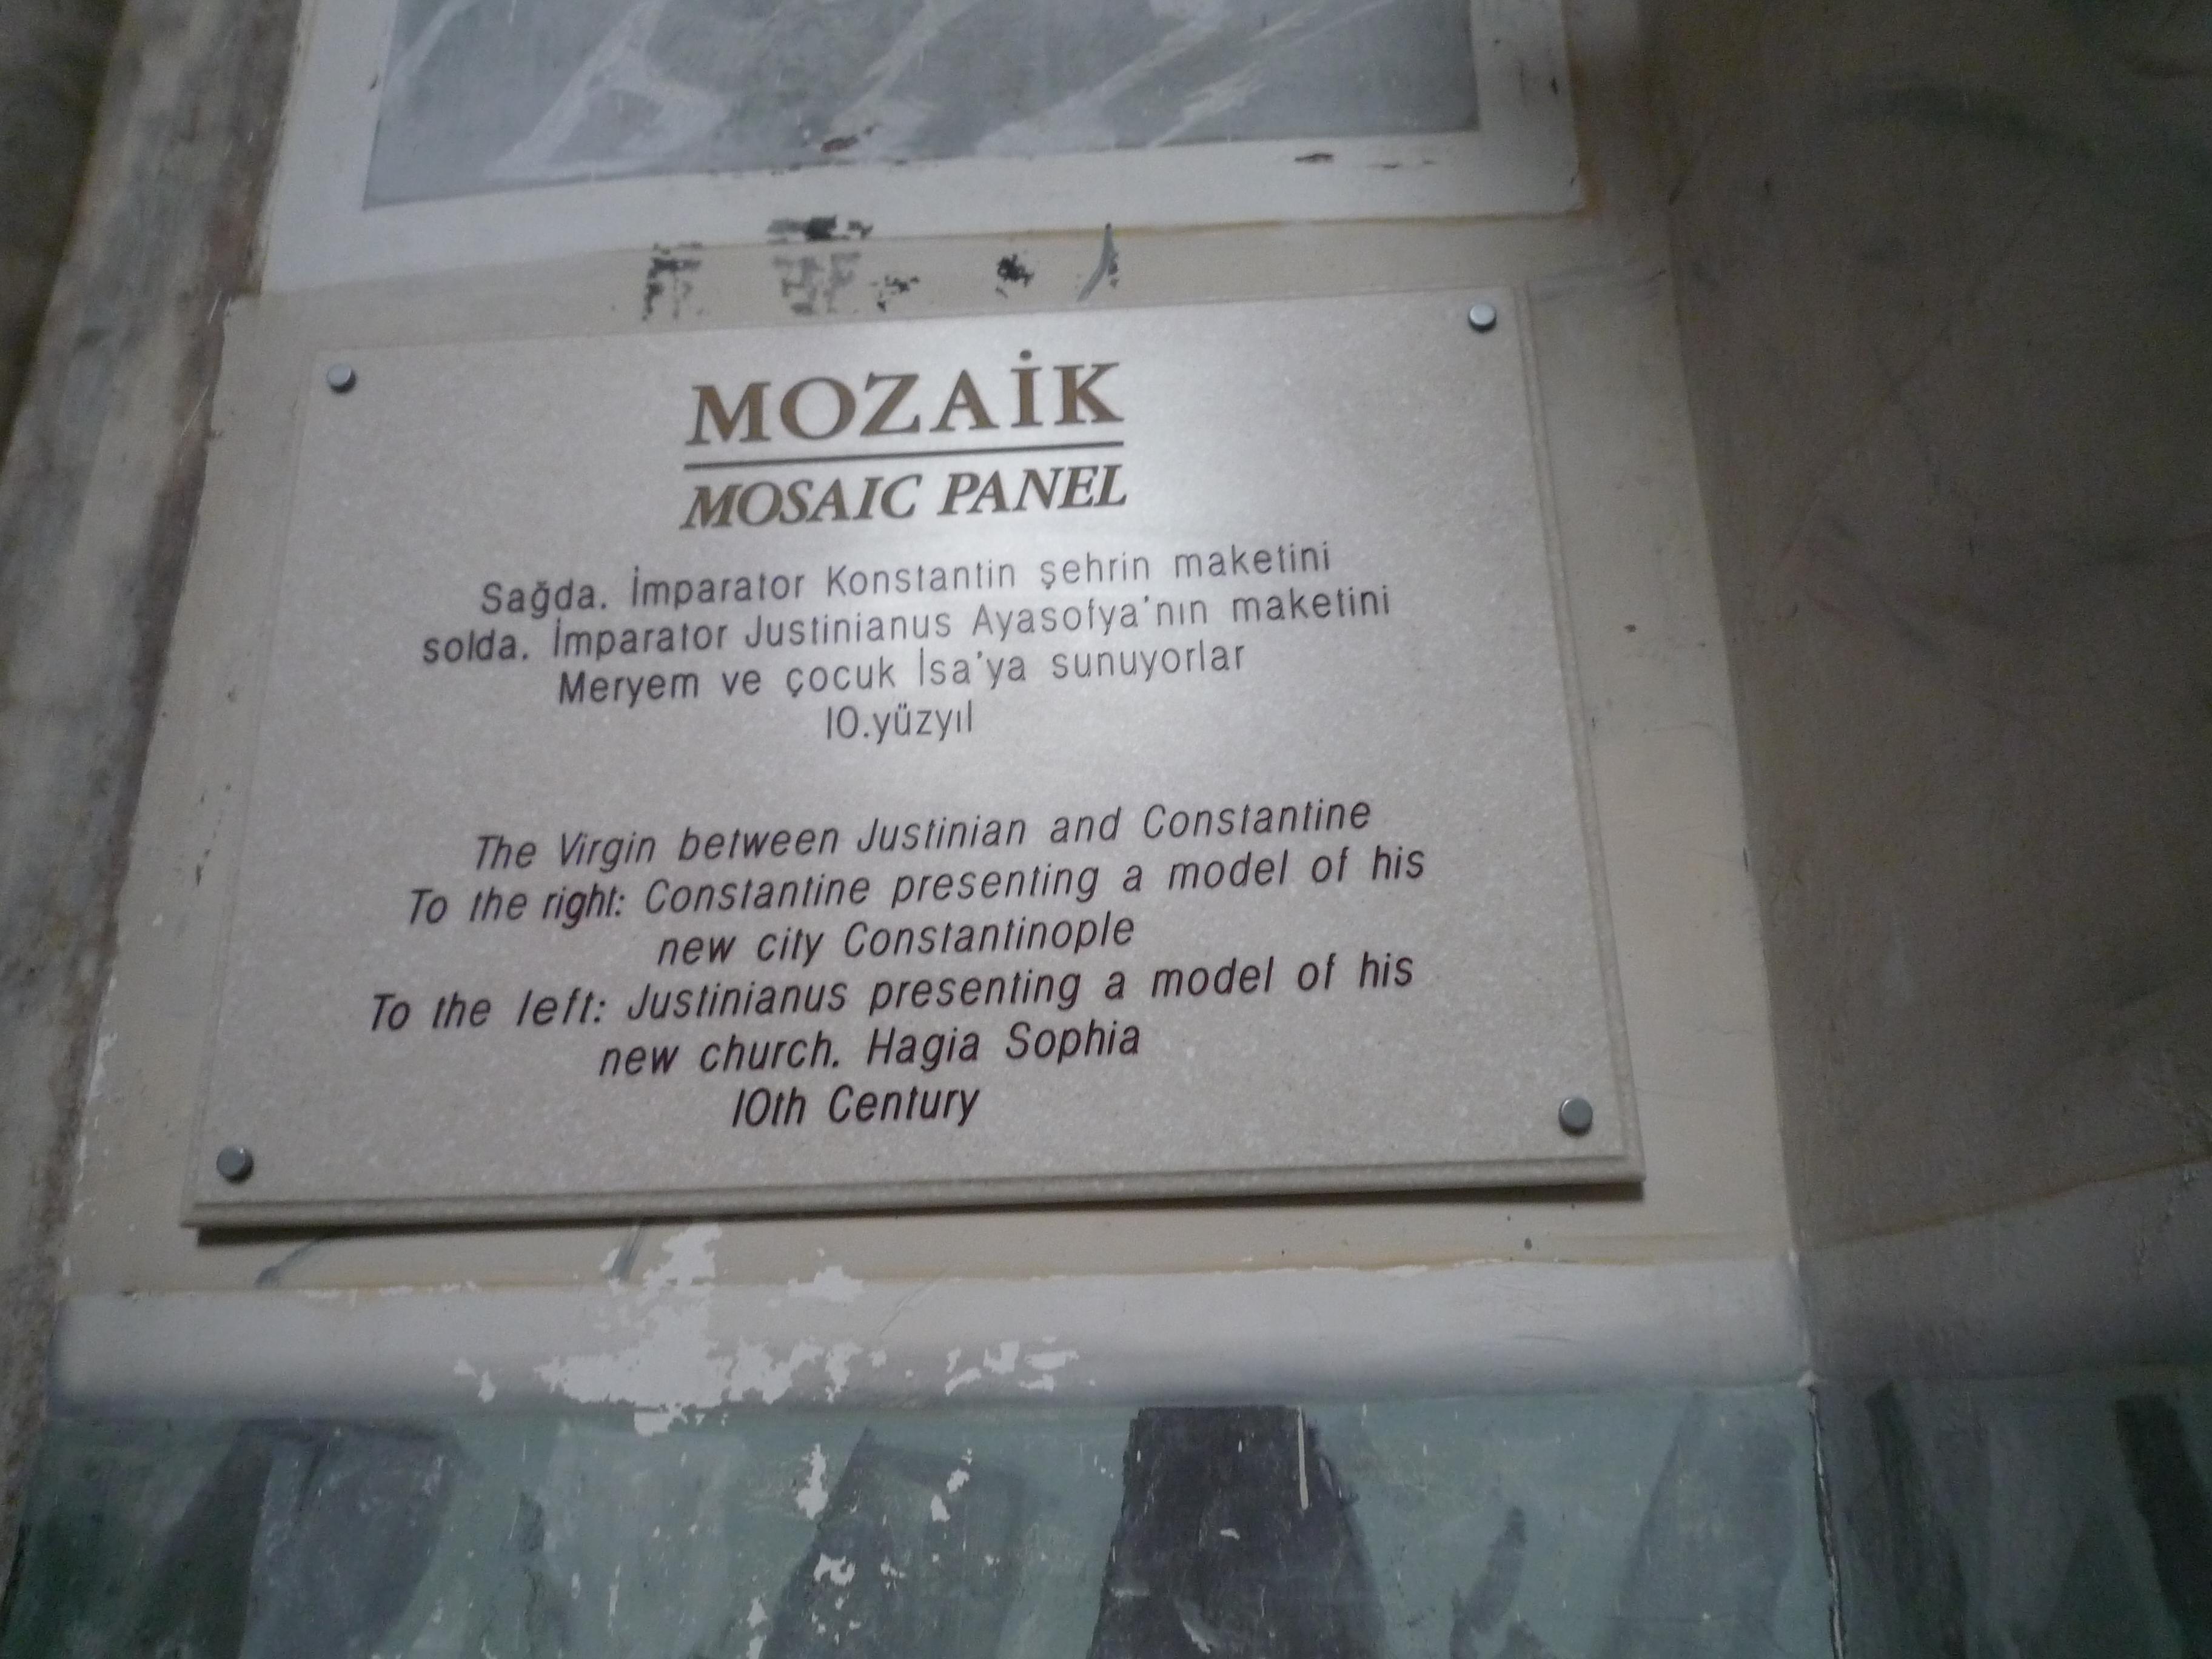 MOZAİK
MOSAIC PANEL
Sağda. İmparator Konstantin şehrin maketini
solda. İmparator Justinianus Ayasofya'nın maketini
Meryem ve çocuk İsa'ya sunuyorlar
10.yüzyıl
The Virgin between Justinian and Constantine
To the right: Constantine presenting a model of his
new city Constantinople
To the left: Justinianus presenting a model of his
new church. Hagia Sophia
10th Century